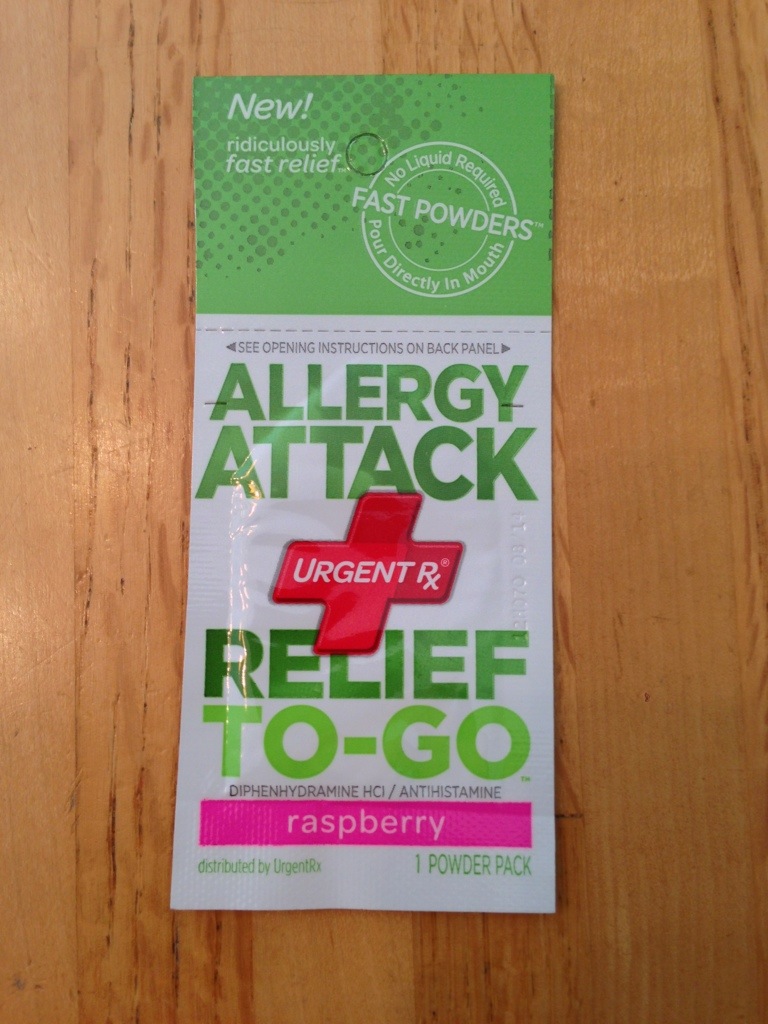 New!
ridiculously
fast relief™
No Liquid Required
FAST POWDERS™
Pour Directly In Mouth
◀SEE OPENING INSTRUCTIONS ON BACK PANEL▶
ALLERGY
ATTACK
URGENT Rx®
RELIEF
TO-GO™
DIPHENHYDRAMINE HCl / ANTIHISTAMINE
raspberry
distributed by UrgentRx
1 POWDER PACK